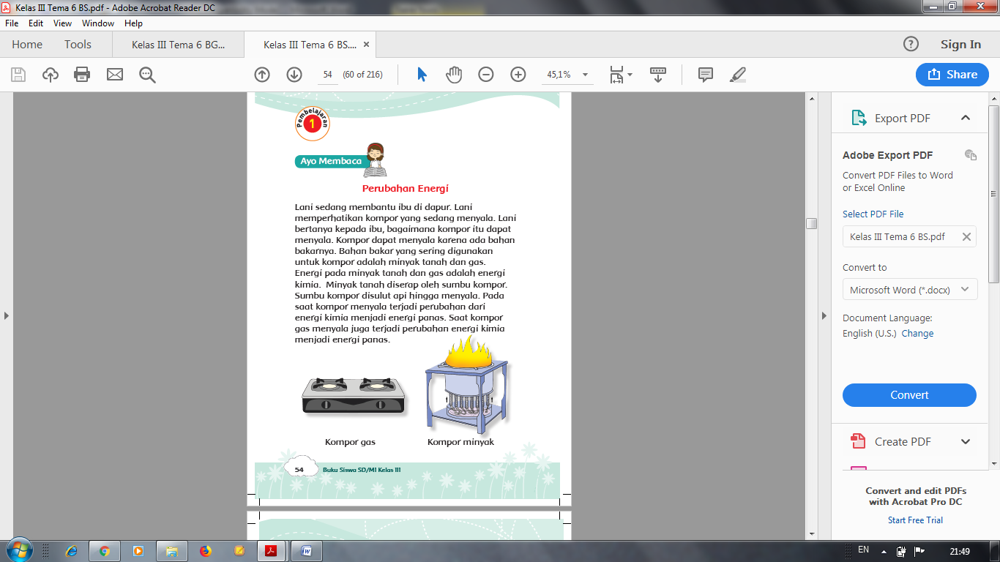 Kelas III Tema 6 BS.pdf - Adobe Acrobat Reader DC
File Edit View Window Help
Home Tools Kelas III Tema 6 BG... Kelas III Tema 6 BS.... × Sign In
54 (60 of 216) 45,1% Share
Pembelajaran
1
Ayo Membaca
Perubahan Energi
Lani sedang membantu ibu di dapur. Lani
memperhatikan kompor yang sedang menyala. Lani
bertanya kepada ibu, bagaimana kompor itu dapat
menyala. Kompor dapat menyala karena ada bahan
bakarnya. Bahan bakar yang sering digunakan
untuk kompor adalah minyak tanah dan gas.
Energi pada minyak tanah dan gas adalah energi
kimia. Minyak tanah diserap oleh sumbu kompor.
Sumbu kompor disulut api hingga menyala. Pada
saat kompor menyala terjadi perubahan dari
energi kimia menjadi energi panas. Saat kompor
gas menyala juga terjadi perubahan energi kimia
menjadi energi panas.
Kompor gas Kompor minyak
54 Buku Siswa SD/MI Kelas III
Export PDF
Adobe Export PDF
Convert PDF Files to Word
or Excel Online
Select PDF File
Kelas III Tema 6 BS.pdf
Convert to
Microsoft Word (*.docx)
Document Language:
English (U.S.) Change
Convert
Create PDF
Convert and edit PDFs
with Acrobat Pro DC
Start Free Trial
EN 21:49